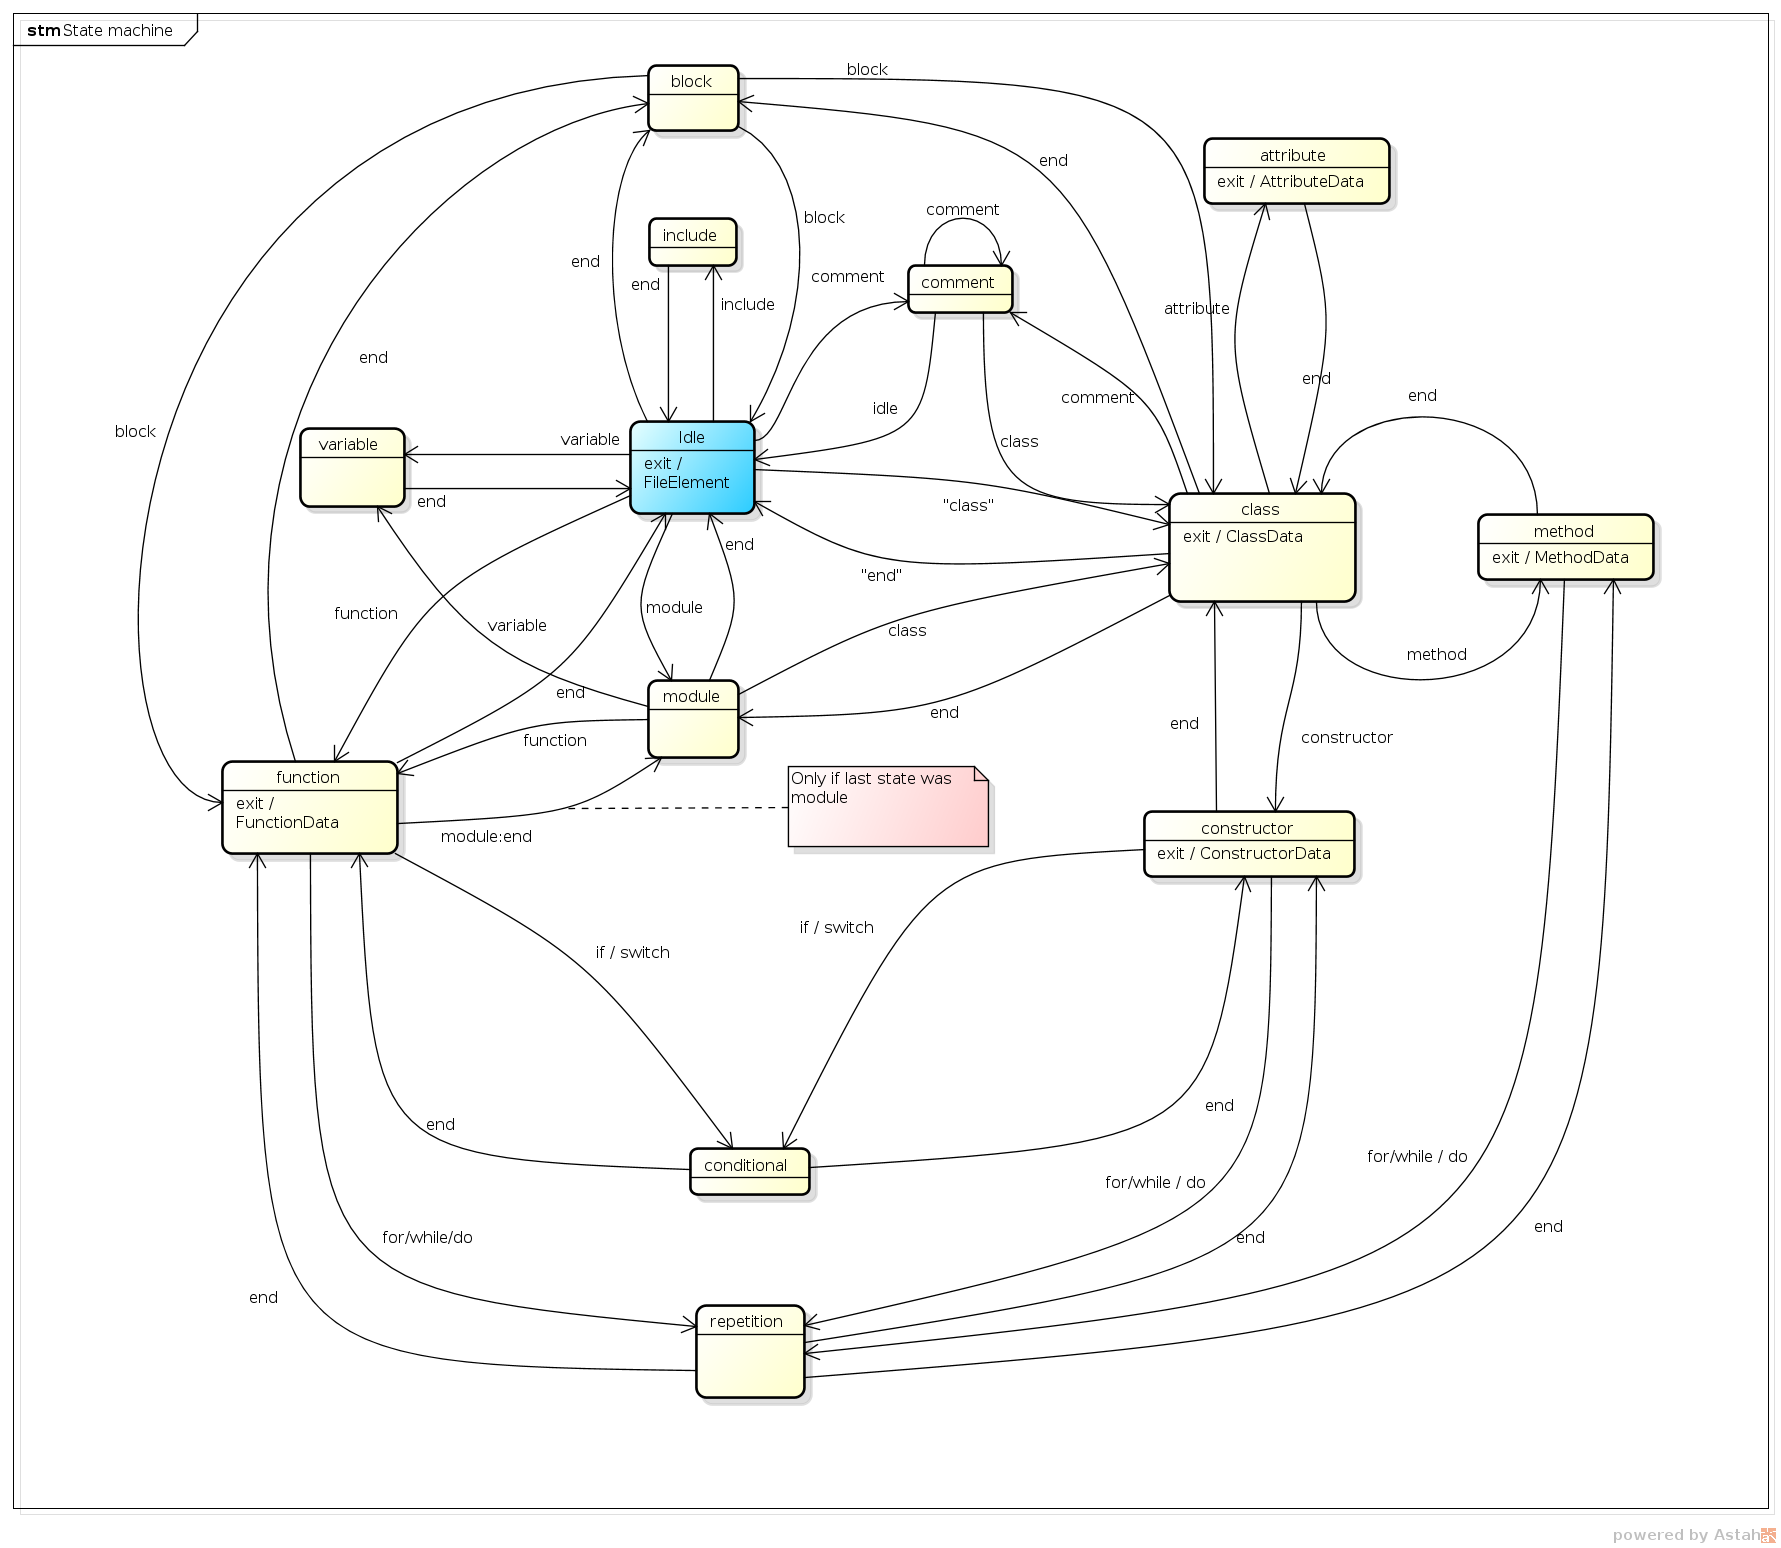 stm State machine
block
block
end
attribute
exit / AttributeData
comment
block
include
end
end
comment
comment
include
attribute
end
end
block
variable
variable
Idle
exit /
FileElement
idle
class
comment
end
end
"class"
class
exit / ClassData
method
exit / MethodData
end
"end"
function
variable
module
class
method
end
module
end
end
constructor
function
function
exit /
FunctionData
Only if last state was
module
module:end
constructor
exit / ConstructorData
if / switch
if / switch
end
end
conditional
for/while / do
for/while / do
for/while/do
end
end
end
repetition
powered by Astah